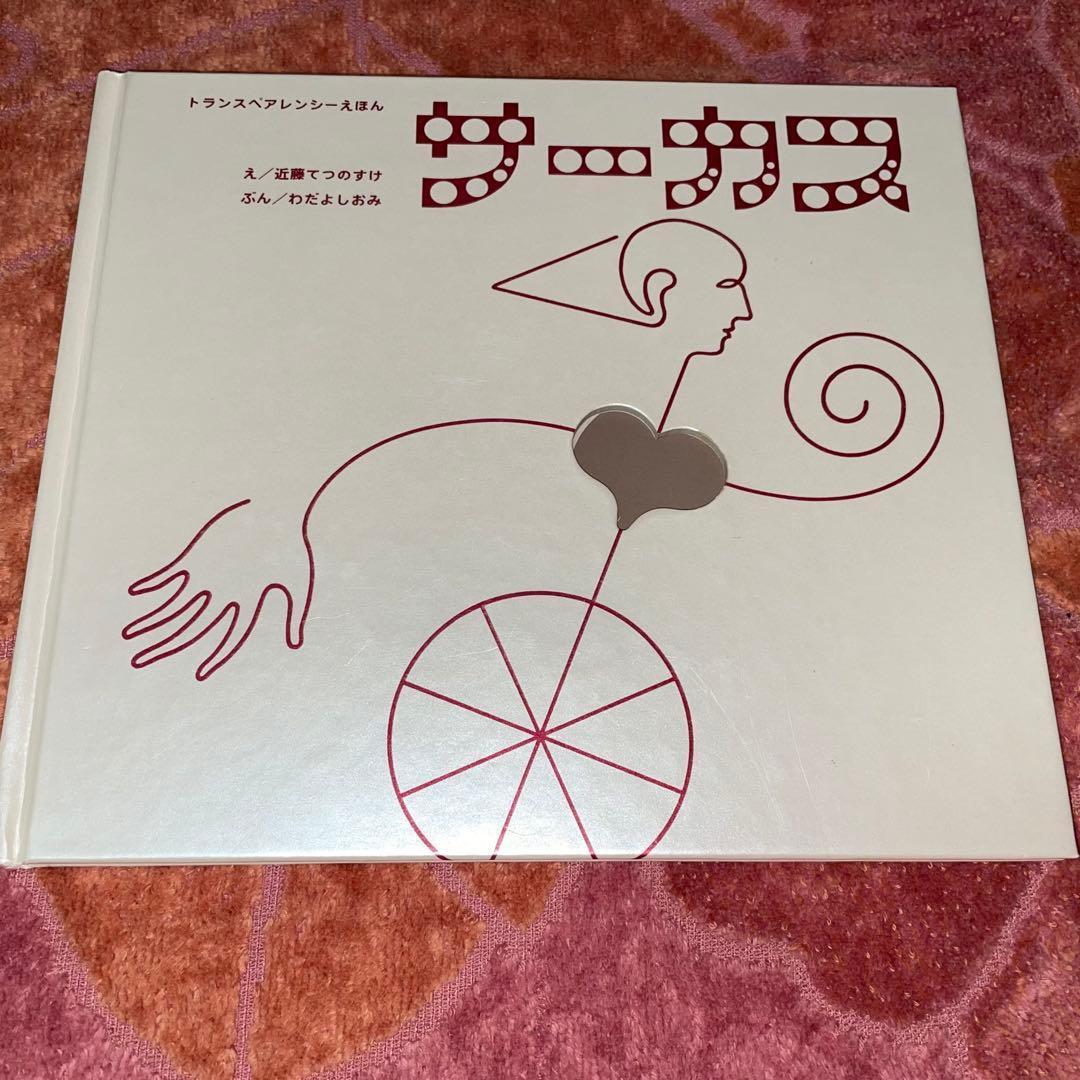 トランスペアレンシーえほん
サーカス
え／近藤てつのすけ
ぶん／わだよしおみ